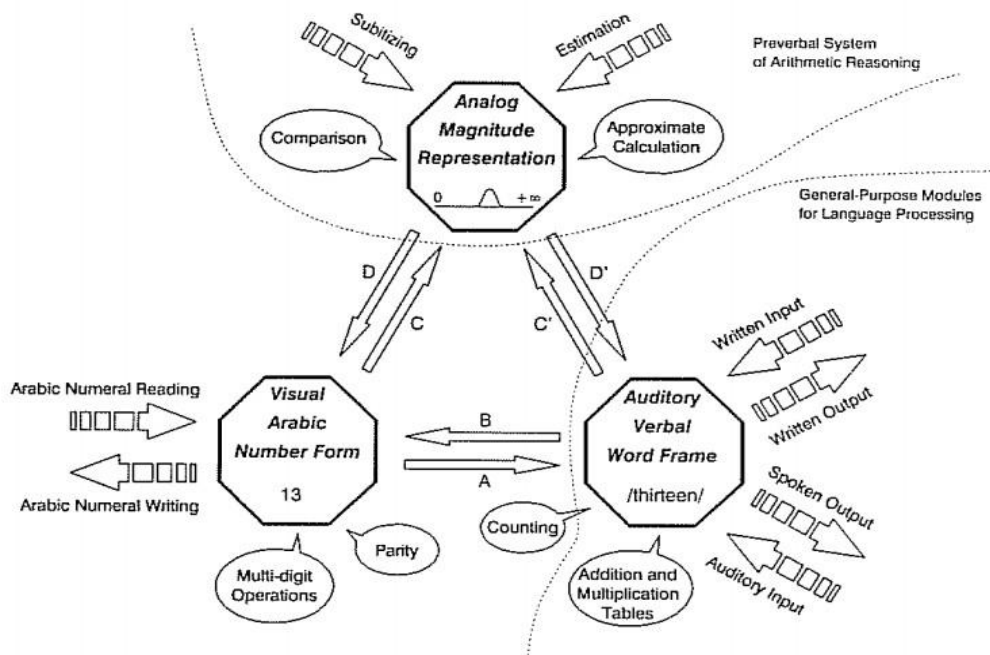 Subitizing
Estimation
Preverbal System
of Arithmetic Reasoning
Analog
Magnitude
Representation
0 +∞
Comparison
Approximate
Calculation
General-Purpose Modules
for Language Processing
D
C
D'
C'
Written Input
Written Output
Arabic Numeral Reading
Arabic Numeral Writing
Visual
Arabic
Number Form
13
B
A
Auditory
Verbal
Word Frame
/thirteen/
Spoken Output
Auditory Input
Counting
Parity
Multi-digit
Operations
Addition and
Multiplication
Tables